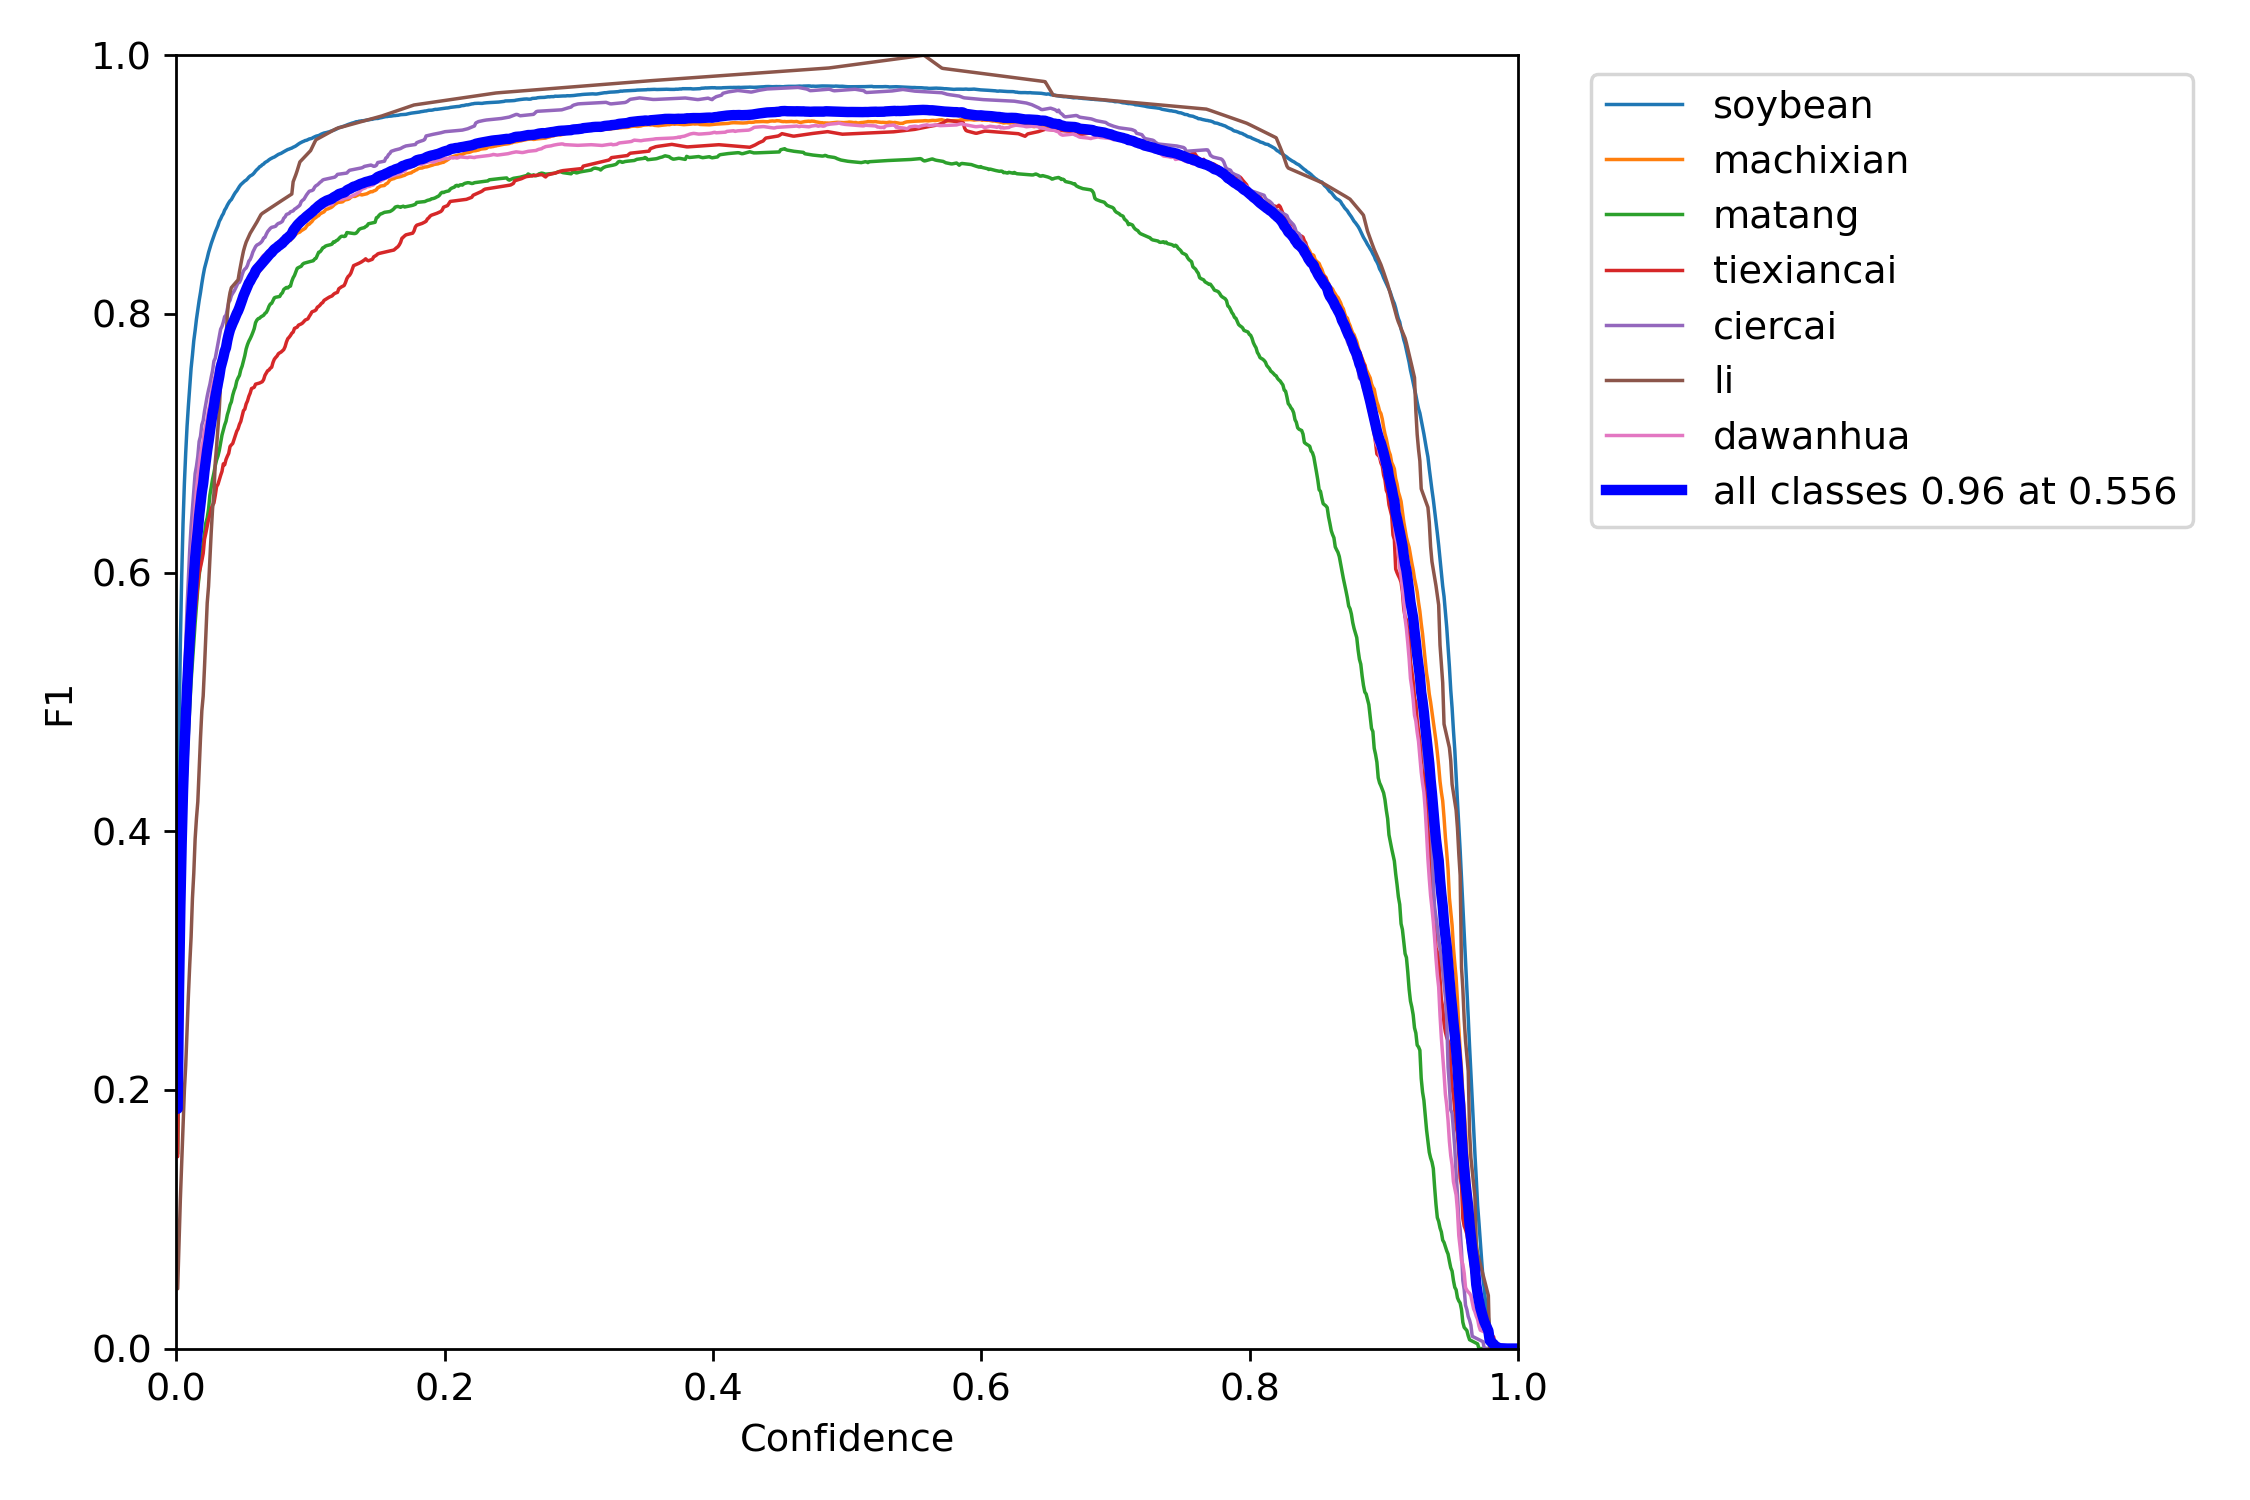 1.0
0.8
0.6
0.4
0.2
0.0
F1
0.0 0.2 0.4 0.6 0.8 1.0
Confidence
soybean
machixian
matang
tiexiancai
ciercai
li
dawanhua
all classes 0.96 at 0.556